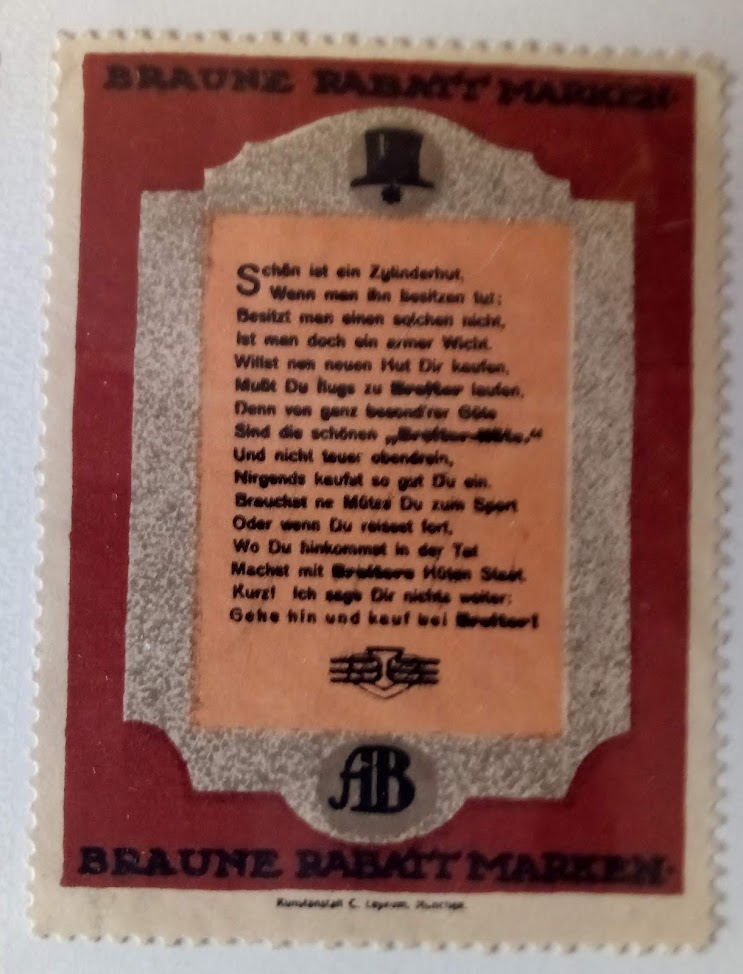 BRAUNE RABATT MARKEN.
Schön ist ein Zylinderhut,
Wenn man ihn besitzen tut;
Besitzt man einen solchen nicht,
Ist man doch ein armer Wicht.
Willst nen neuen Hut Dir kaufen,
Mußt Du flugs zu Breiter laufen,
Denn von ganz besond'rer Güte
Sind die schönen „Breiter-Hüte."
Und nicht teuer obendrein,
Nirgends kaufst so gut Du ein.
Brauchst ne Mütze Du zum Sport
Oder wenn Du reisest fort,
Wo Du hinkommst in der Tat
Machst mit Breiters Hüten Staat.
Kurz! Ich sage Dir nichts weiter:
Gehe hin und kauf bei Breiter!
AB
BRAUNE RABATT MARKEN.
Kunstanstalt C. München.